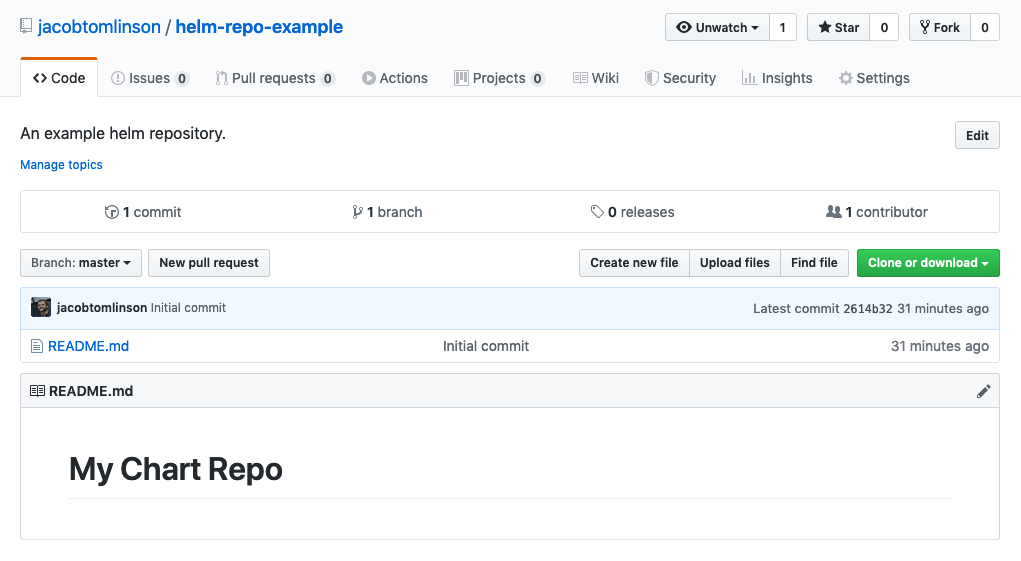 jacobtomlinson / helm-repo-example Unwatch 1 Star 0 Fork 0
Code Issues 0 Pull requests 0 Actions Projects 0 Wiki Security Insights Settings
An example helm repository. Edit
Manage topics
1 commit 1 branch 0 releases 1 contributor
Branch: master New pull request Create new file Upload files Find file Clone or download
jacobtomlinson Initial commit Latest commit 2614b32 31 minutes ago
README.md Initial commit 31 minutes ago
README.md
My Chart Repo